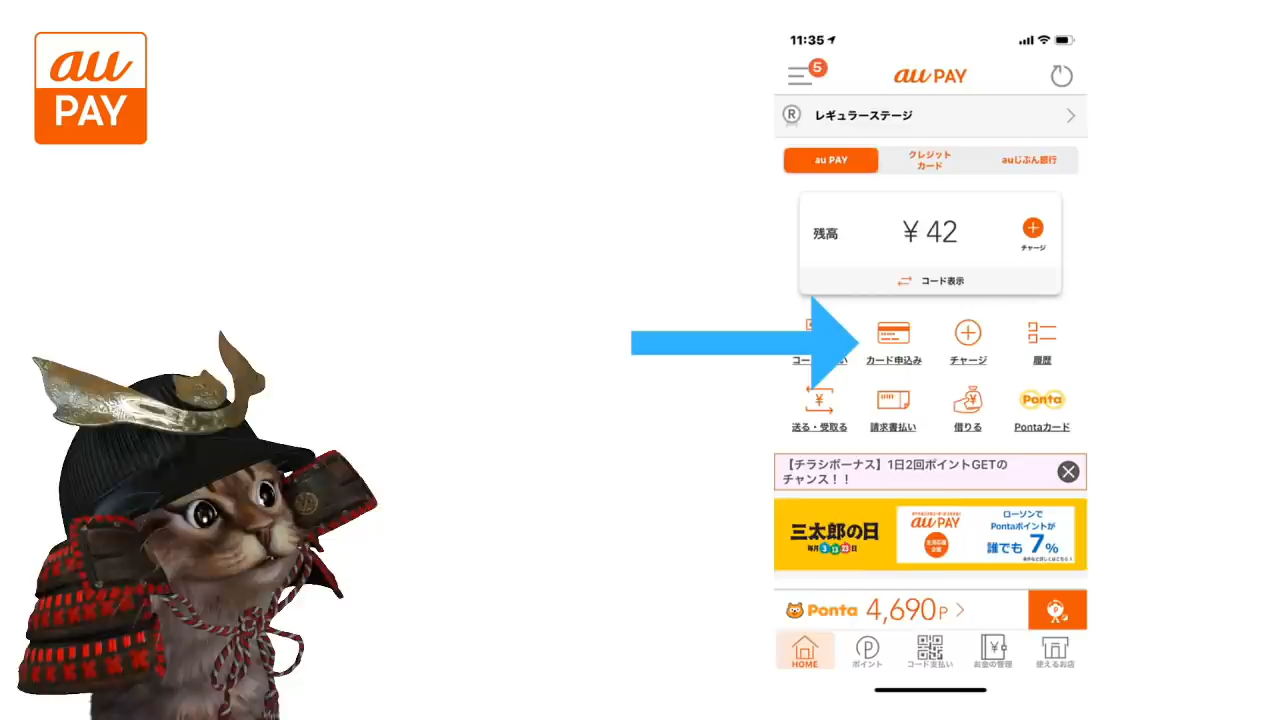 au
PAY
11:35
5
au PAY
R
レギュラーステージ
au PAY
クレジット
カード
auじぶん銀行
残高
¥ 42
チャージ
コード表示
カード申込み
チャージ
履歴
¥
¥
送る・受取る
請求書払い
借りる
Ponta
Pontaカード
【チラシボーナス】1日2回ポイントGETの
チャンス！！
三太郎の日
毎月3 13 23日
au PAY
ローソンで
Pontaポイントが
誰でも 7%
Ponta 4,690P
P
HOME
P
ポイント
コード支払い
¥
お金の管理
使えるお店